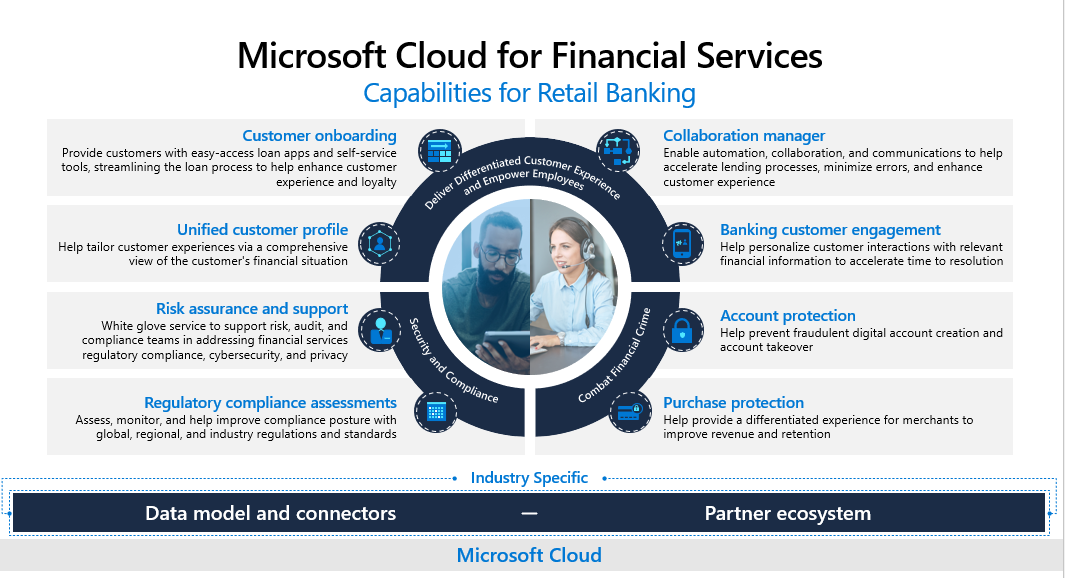 Microsoft Cloud for Financial Services
Capabilities for Retail Banking
Customer onboarding
Provide customers with easy-access loan apps and self-service
tools, streamlining the loan process to help enhance customer
experience and loyalty
Unified customer profile
Help tailor customer experiences via a comprehensive
view of the customer's financial situation
Risk assurance and support
White glove service to support risk, audit, and
compliance teams in addressing financial services
regulatory compliance, cybersecurity, and privacy
Regulatory compliance assessments
Assess, monitor, and help improve compliance posture with
global, regional, and industry regulations and standards
Deliver Differentiated Customer Experience
and Empower Employees
Security and Compliance
Combat Financial Crime
Collaboration manager
Enable automation, collaboration, and communications to help
accelerate lending processes, minimize errors, and enhance
customer experience
Banking customer engagement
Help personalize customer interactions with relevant
financial information to accelerate time to resolution
Account protection
Help prevent fraudulent digital account creation and
account takeover
Purchase protection
Help provide a differentiated experience for merchants to
improve revenue and retention
Industry Specific
Data model and connectors — Partner ecosystem
Microsoft Cloud